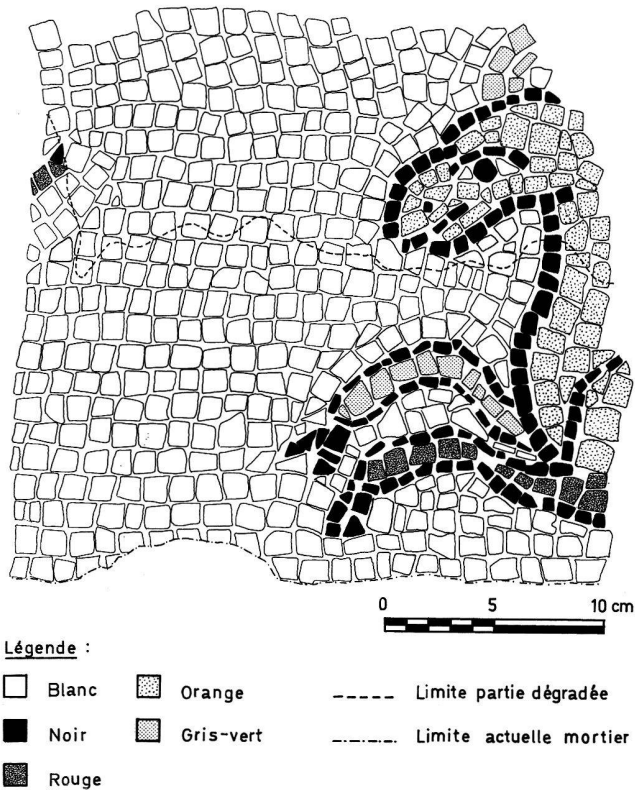 0 5 10 cm
Légende :
Blanc Orange Limite partie dégradée
Noir Gris-vert Limite actuelle mortier
Rouge